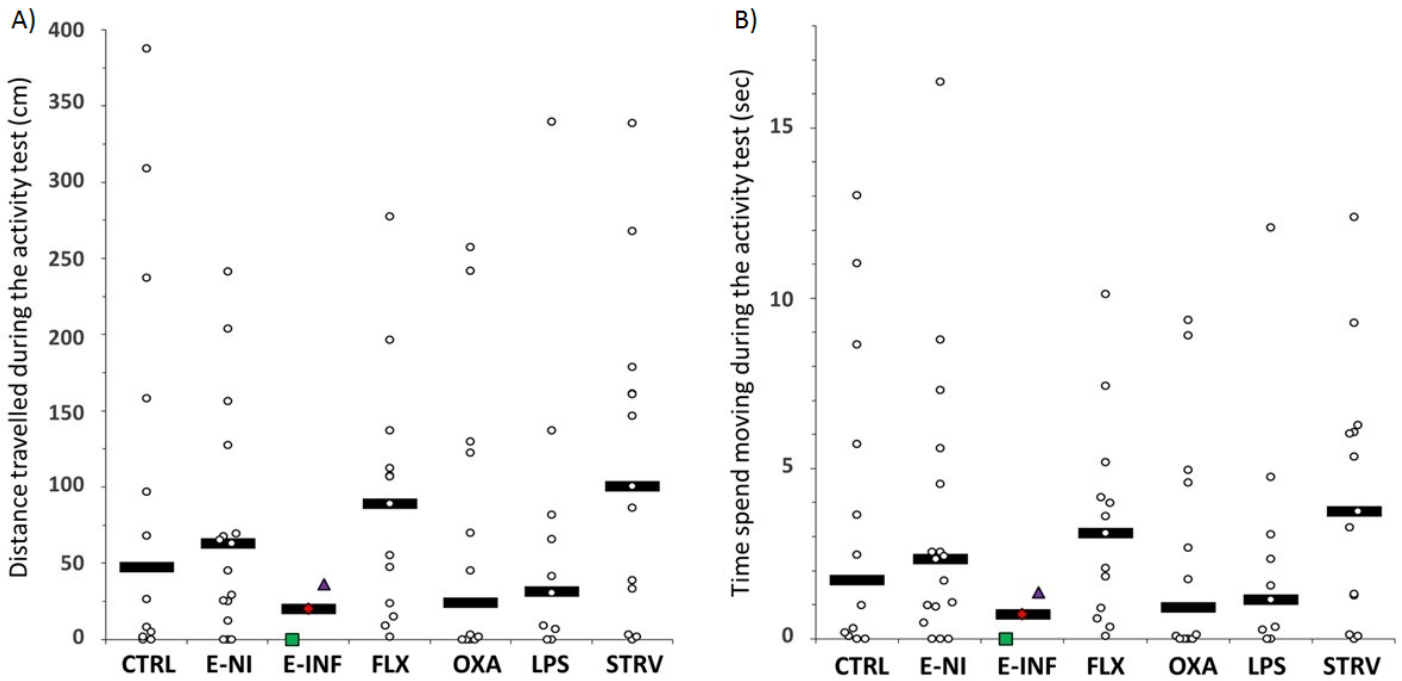 A)
Distance travelled during the activity test (cm)
400
350
300
250
200
150
100
50
0
CTRL E-NI E-INF FLX OXA LPS STRV
B)
Time spend moving during the activity test (sec)
15
10
5
0
CTRL E-NI E-INF FLX OXA LPS STRV